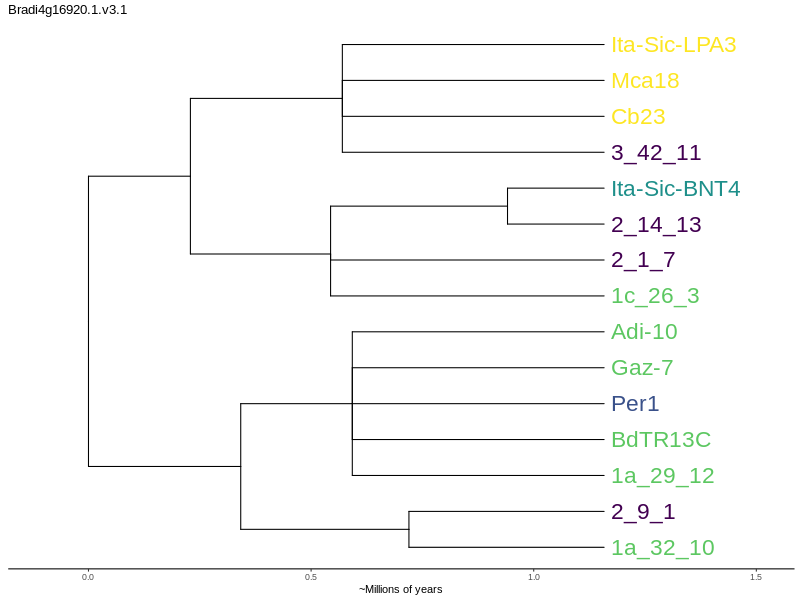 Bradi4g16920.1.v3.1
Ita-Sic-LPA3
Mca18
Cb23
3_42_11
Ita-Sic-BNT4
2_14_13
2_1_7
1c_26_3
Adi-10
Gaz-7
Per1
BdTR13C
1a_29_12
2_9_1
1a_32_10
0.0 0.5 1.0 1.5
~Millions of years